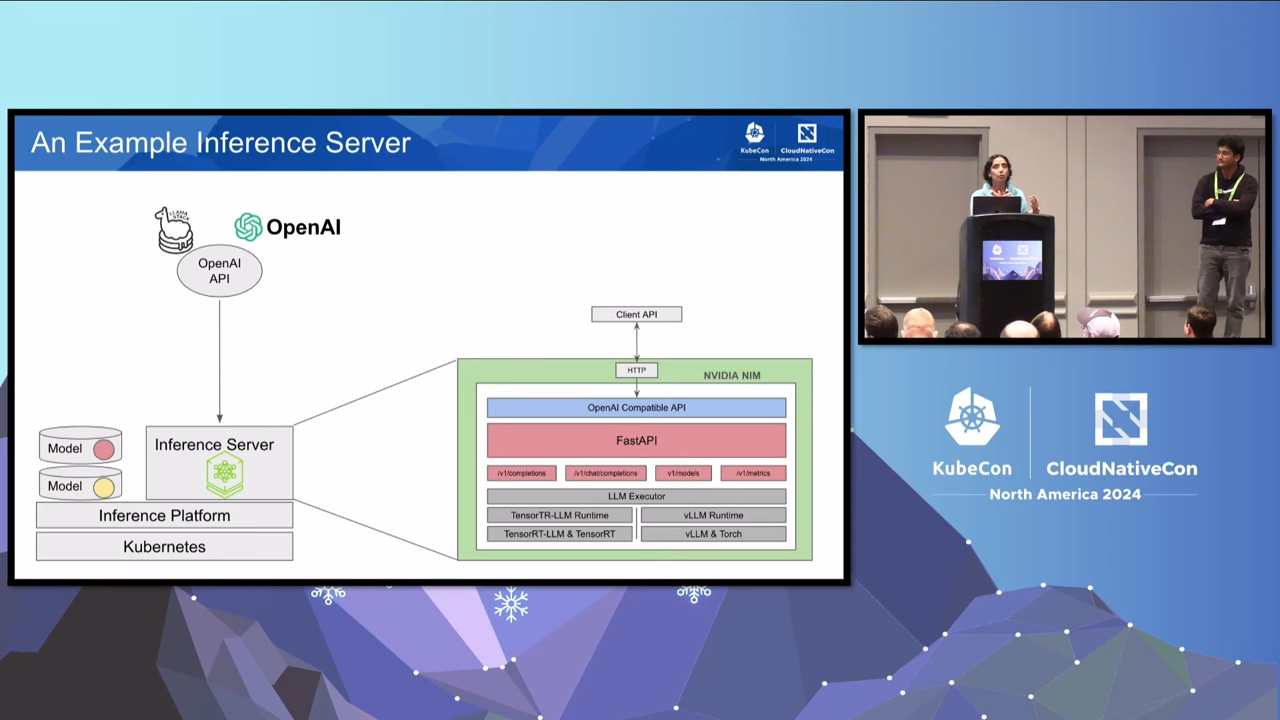 An Example Inference Server
KubeCon
CloudNativeCon
North America 2024
LLAMA
STACK
OpenAI
OpenAI
API
Client API
HTTP
NVIDIA NIM
OpenAI Compatible API
FastAPI
/v1/completions
/v1/chat/completions
v1/models
/v1/metrics
LLM Executor
TensorTR-LLM Runtime
vLLM Runtime
TensorRT-LLM & TensorRT
vLLM & Torch
Model
Model
Inference Server
Inference Platform
Kubernetes
KubeCon
CloudNativeCon
North America 2024